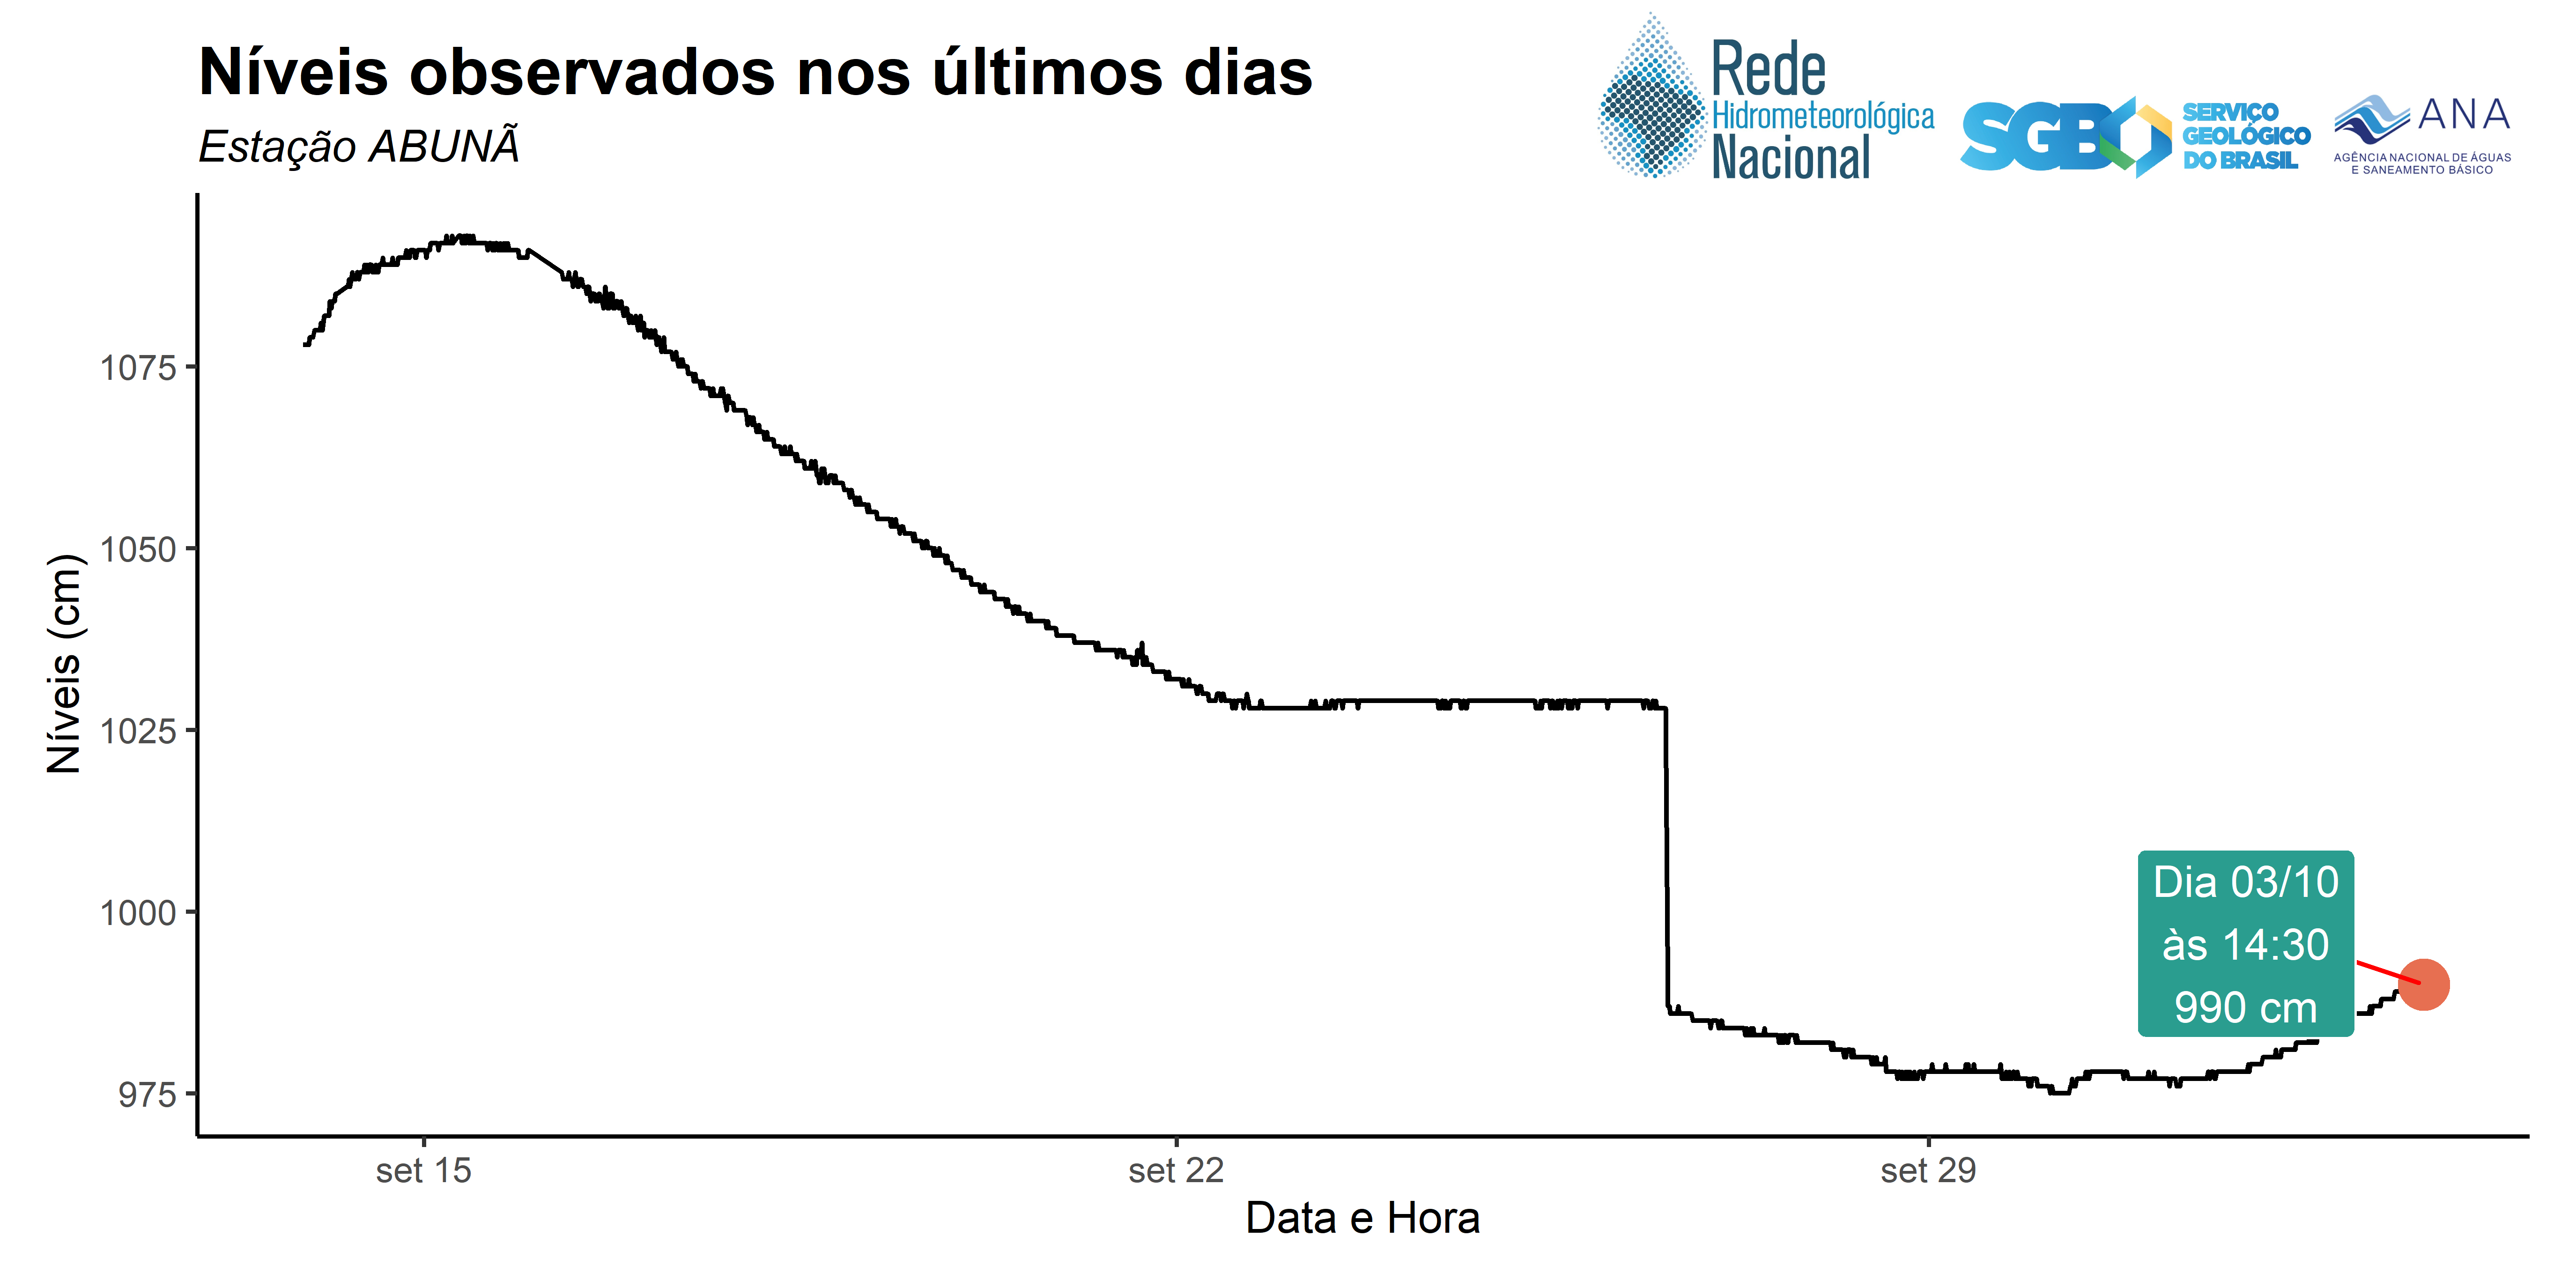 Níveis observados nos últimos dias
Estação ABUNÃ
Rede
Hidrometeorológica
Nacional
SGB
SERVIÇO
GEOLÓGICO
DO BRASIL
ANA
AGÊNCIA NACIONAL DE ÁGUAS
E SANEAMENTO BÁSICO
Níveis (cm)
1075
1050
1025
1000
975
Dia 03/10
às 14:30
990 cm
set 15
set 22
set 29
Data e Hora